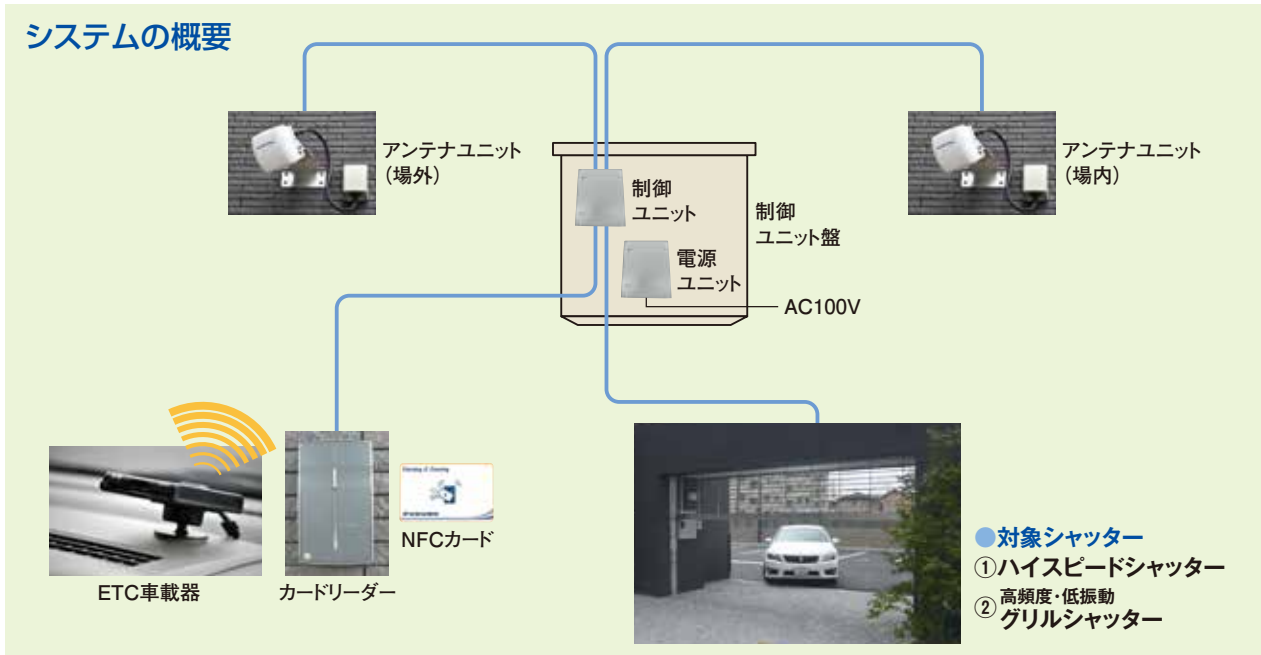 システムの概要
アンテナユニット
（場外）
アンテナユニット
（場内）
制御
ユニット
制御
ユニット盤
電源
ユニット
AC100V
NFCカード
ETC車載器
カードリーダー
●対象シャッター
①ハイスピードシャッター
②高頻度・低振動
グリルシャッター